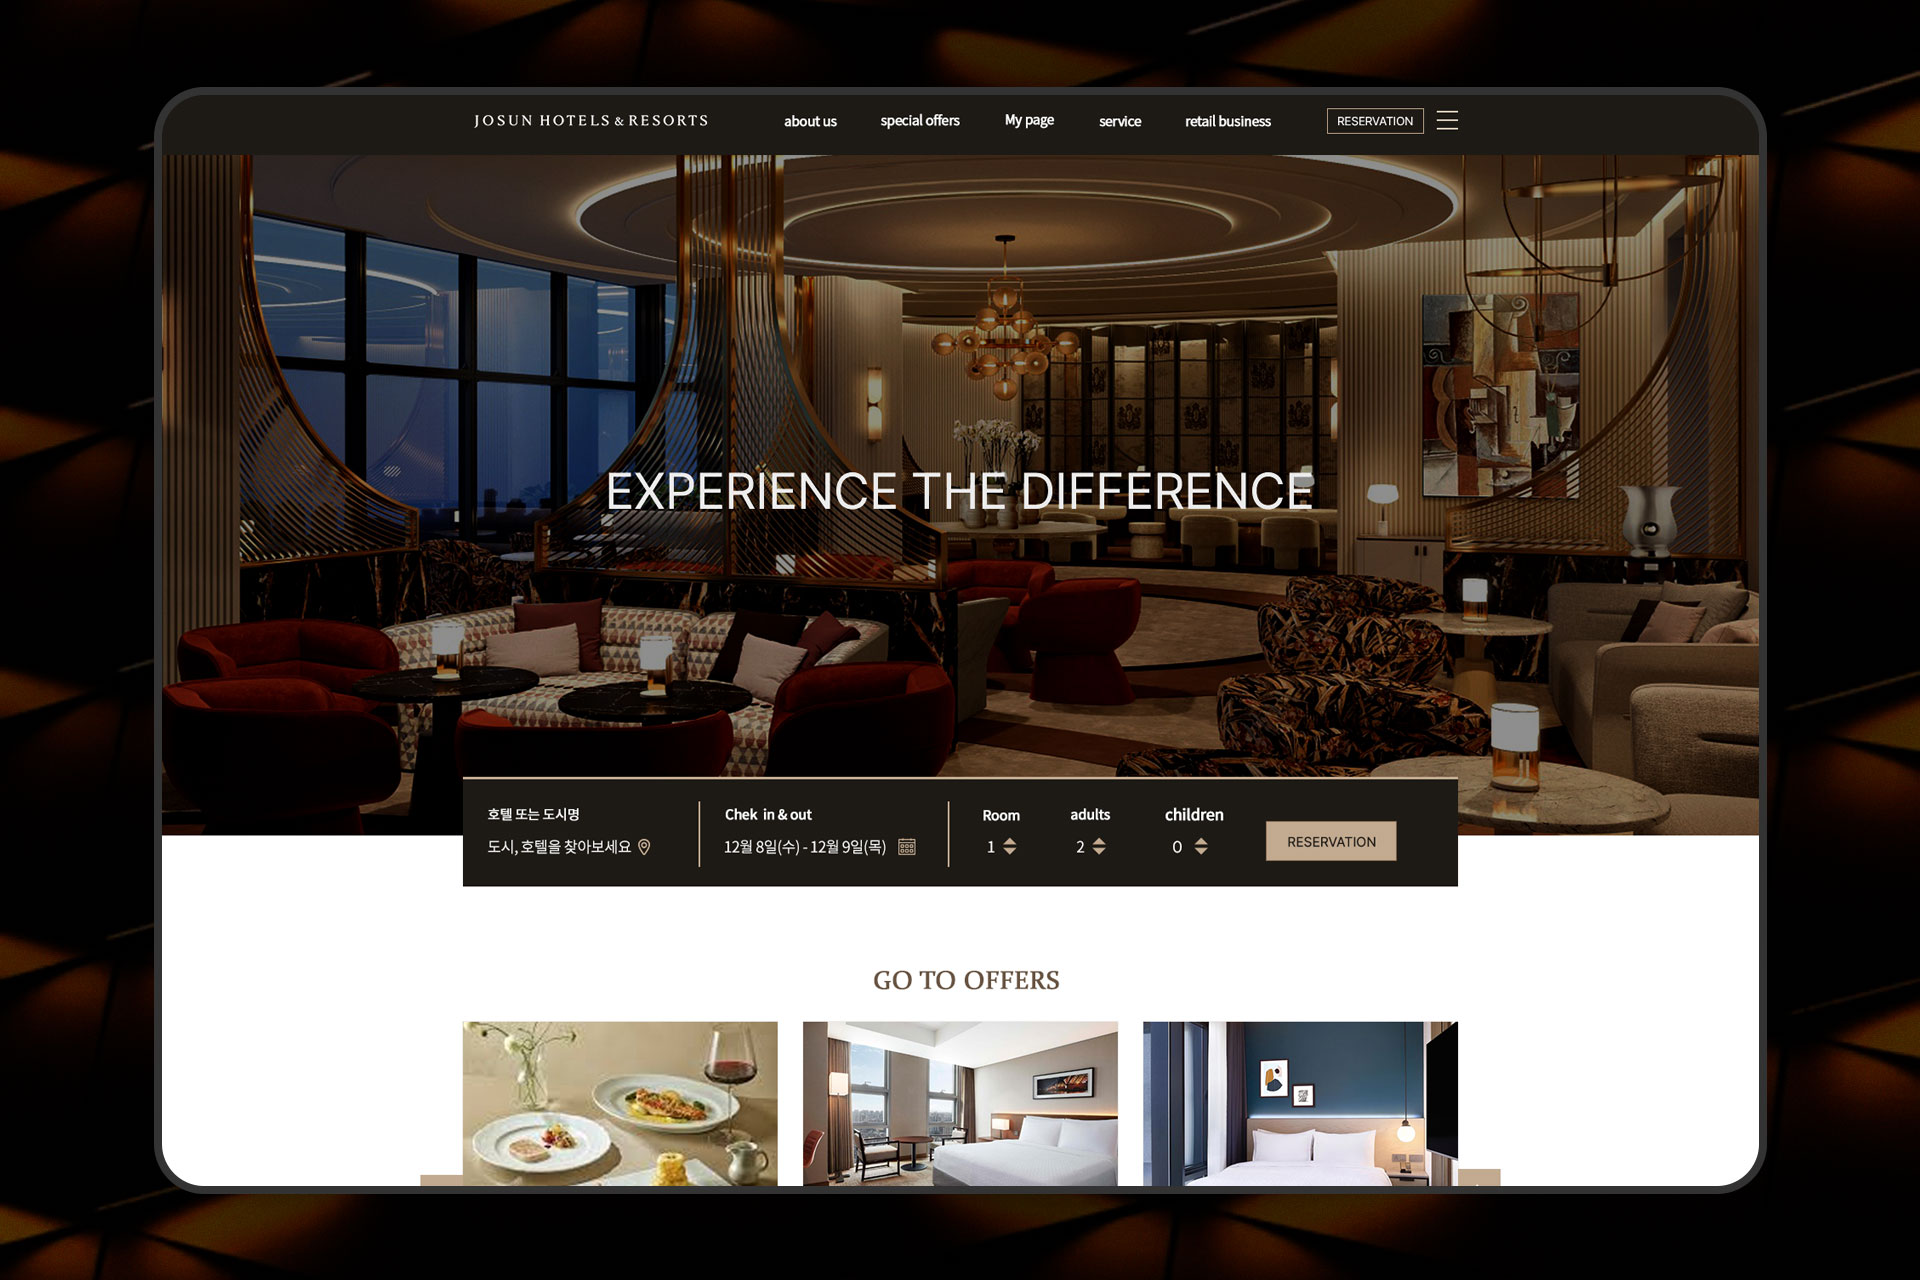 JOSUN HOTELS & RESORTS
about us
special offers
My page
service
retail business
RESERVATION
EXPERIENCE THE DIFFERENCE
호텔 또는 도시명
도시, 호텔을 찾아보세요
Chek in & out
12월 8일(수) - 12월 9일(목)
Room
1
adults
2
children
0
RESERVATION
GO TO OFFERS